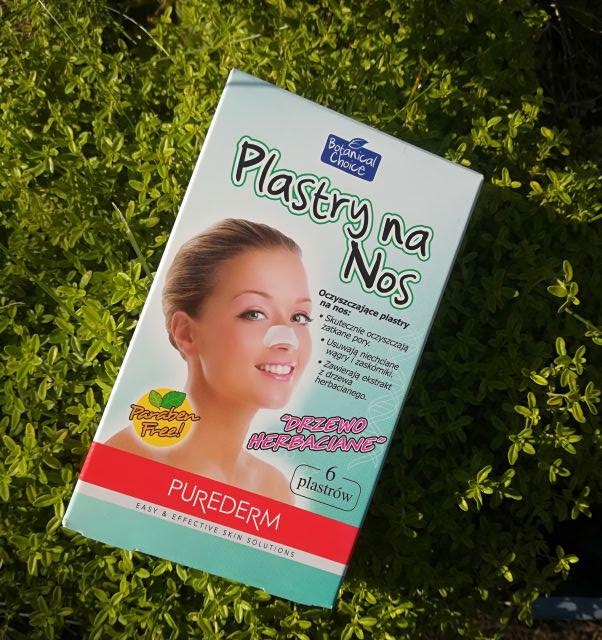 Botanical
Choice
Plastry na
Nos
Oczyszczające plastry
na nos:
• Skutecznie oczyszczają
zatkane pory.
• Usuwają niechciane
wągry i zaskórniki.
• Zawierają ekstrakt
z drzewa
herbacianego.
Paraben
Free!
"DRZEWO
HERBACIANE"
6
plastrów
PUREDERM
EASY & EFFECTIVE SKIN SOLUTIONS